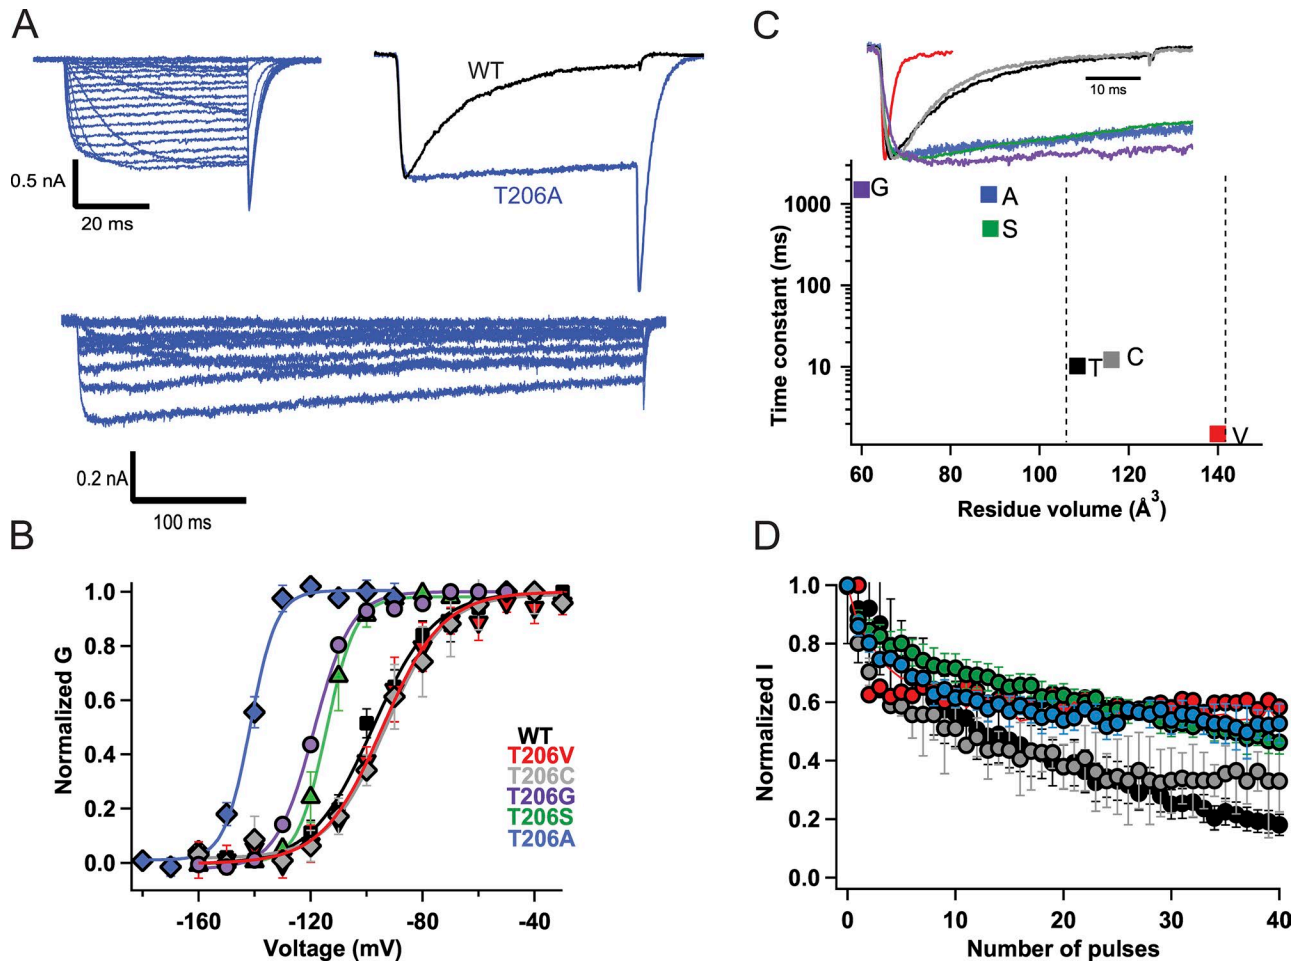 A
0.5 nA
20 ms
WT
T206A
0.2 nA
100 ms
C
10 ms
G
A
S
T
C
V
1000
100
10
Time constant (ms)
60 80 100 120 140
Residue volume (Å3)
B
1.0
0.8
0.6
0.4
0.2
0.0
Normalized G
-160 -120 -80 -40
Voltage (mV)
WT
T206V
T206C
T206G
T206S
T206A
D
1.0
0.8
0.6
0.4
0.2
0.0
Normalized I
0 10 20 30 40
Number of pulses